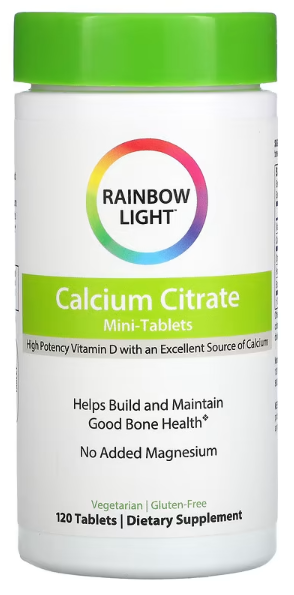 RAINBOW
LIGHT™
Calcium Citrate
Mini-Tablets
High Potency Vitamin D with an Excellent Source of Calcium
Helps Build and Maintain
Good Bone Health❖
No Added Magnesium
Vegetarian | Gluten-Free
120 Tablets | Dietary Supplement